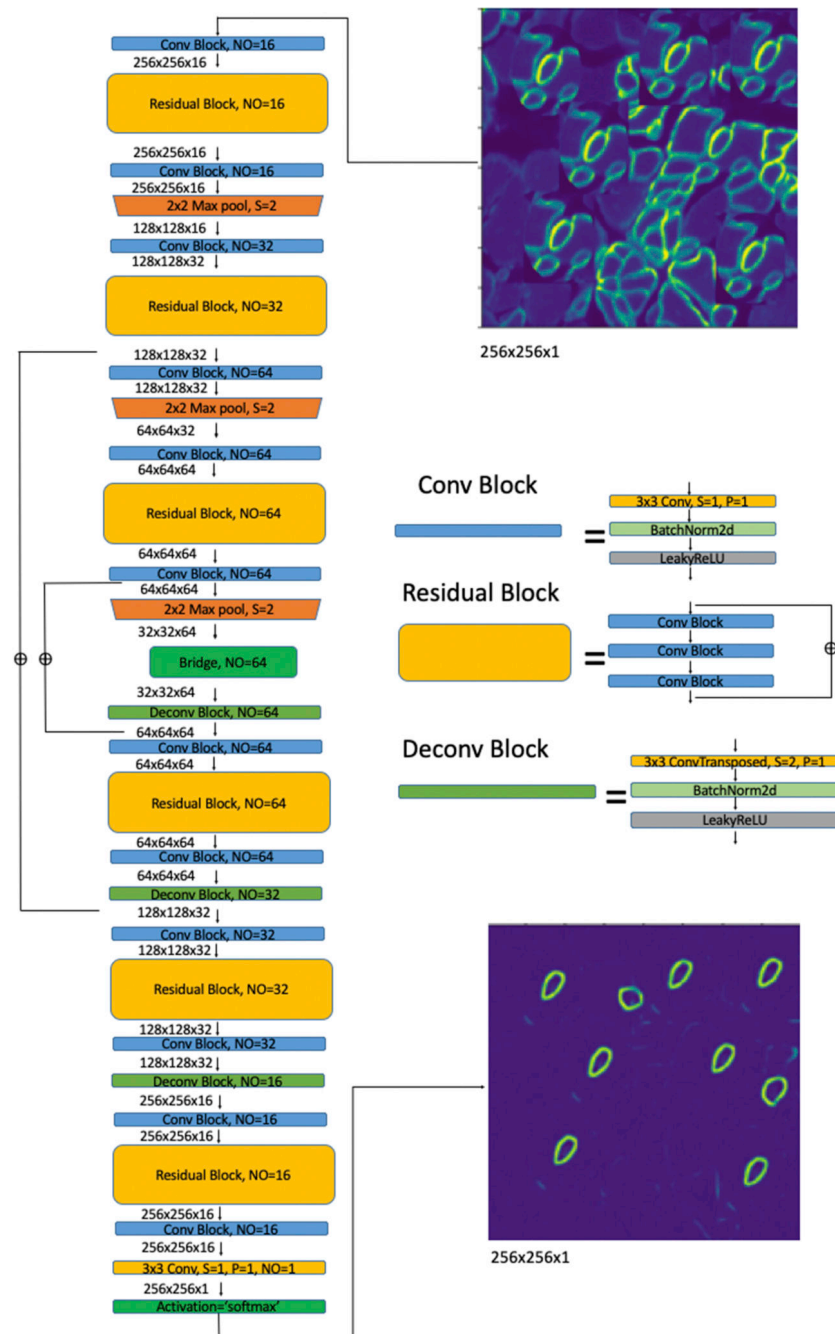 Conv Block, NO=16
256x256x16
Residual Block, NO=16
256x256x16
Conv Block, NO=16
256x256x16
2x2 Max pool, S=2
128x128x16
Conv Block, NO=32
128x128x32
Residual Block, NO=32
128x128x32
Conv Block, NO=64
128x128x32
2x2 Max pool, S=2
64x64x32
Conv Block, NO=64
64x64x64
Residual Block, NO=64
64x64x64
Conv Block, NO=64
64x64x64
2x2 Max pool, S=2
32x32x64
Bridge, NO=64
32x32x64
Deconv Block, NO=64
64x64x64
Conv Block, NO=64
64x64x64
Residual Block, NO=64
64x64x64
Conv Block, NO=64
64x64x64
Deconv Block, NO=32
128x128x32
Conv Block, NO=32
128x128x32
Residual Block, NO=32
128x128x32
Conv Block, NO=32
128x128x32
Deconv Block, NO=16
256x256x16
Conv Block, NO=16
256x256x16
Residual Block, NO=16
256x256x16
Conv Block, NO=16
256x256x16
3x3 Conv, S=1, P=1, NO=1
256x256x1
Activation='softmax'
256x256x1
Conv Block
=
3x3 Conv, S=1, P=1
BatchNorm2d
LeakyReLU
Residual Block
=
Conv Block
Conv Block
Conv Block
Deconv Block
=
3x3 ConvTransposed, S=2, P=1
BatchNorm2d
LeakyReLU
256x256x1